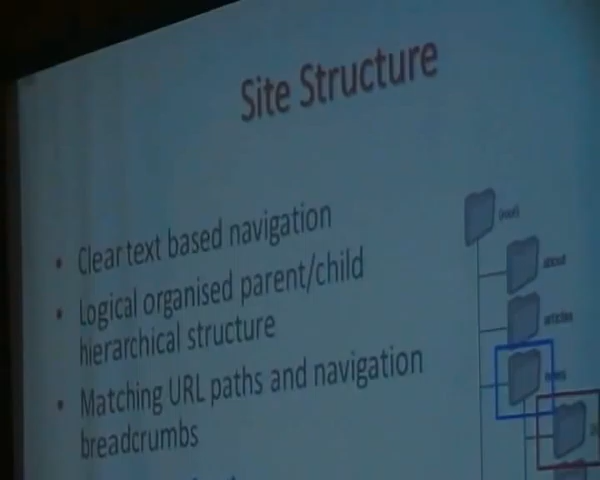 Site Structure
• Clear text based navigation
• Logical organised parent/child
hierarchical structure
• Matching URL paths and navigation
breadcrumbs
(root)
about
articles